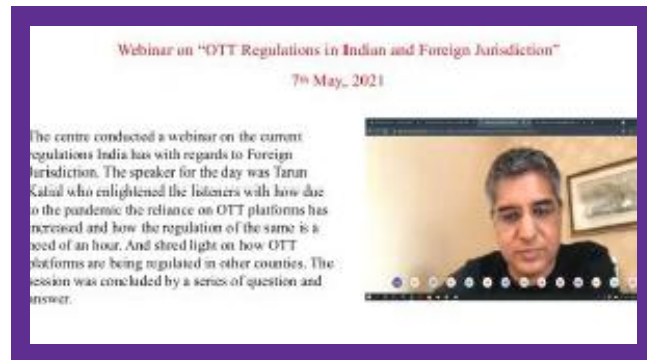 Webinar on “OTT Regulations in Indian and Foreign Jurisdiction”
7th May,, 2021
The centre conducted a webinar on the current
regulations India has with regards to Foreign
Jurisdiction. The speaker for the day was Tarun
Katial who enlightened the listeners with how due
to the pandemic the reliance on OTT platforms has
increased and how the regulation of the same is a
need of an hour. And shred light on how OTT
platforms are being regulated in other counties. The
session was concluded by a series of question and
answer.